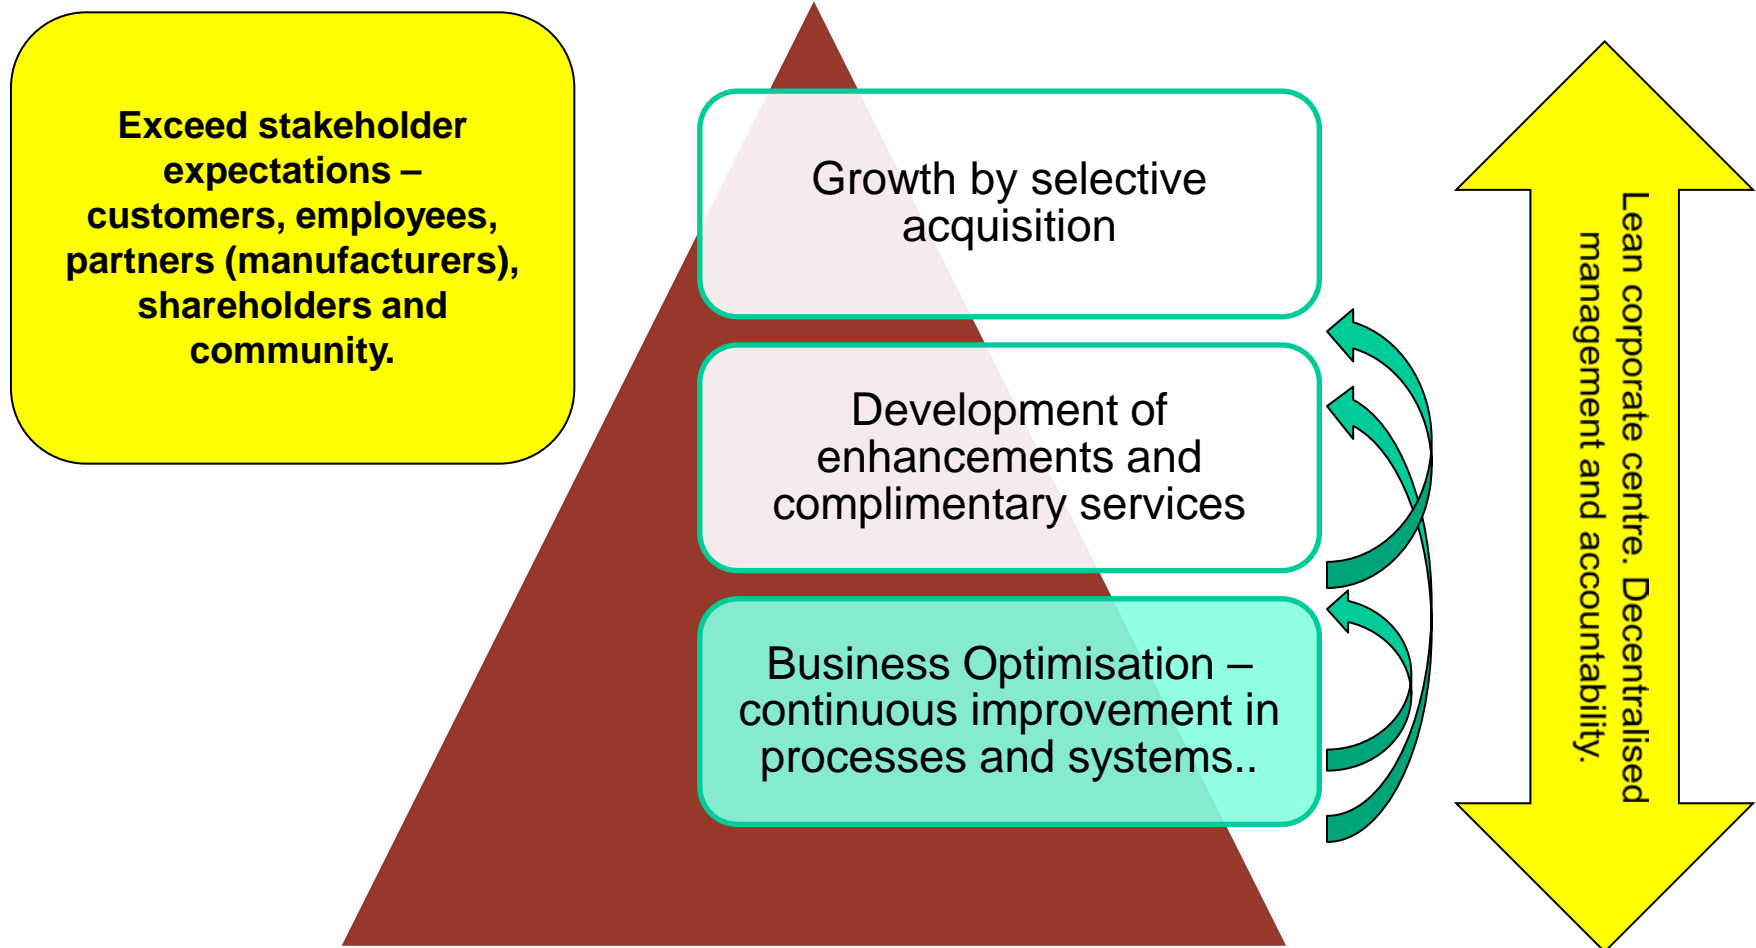 Exceed stakeholder
expectations –
customers, employees,
partners (manufacturers),
shareholders and
community.
Growth by selective
acquisition
Development of
enhancements and
complimentary services
Business Optimisation –
continuous improvement in
processes and systems..
Lean corporate centre. Decentralised
management and accountability.